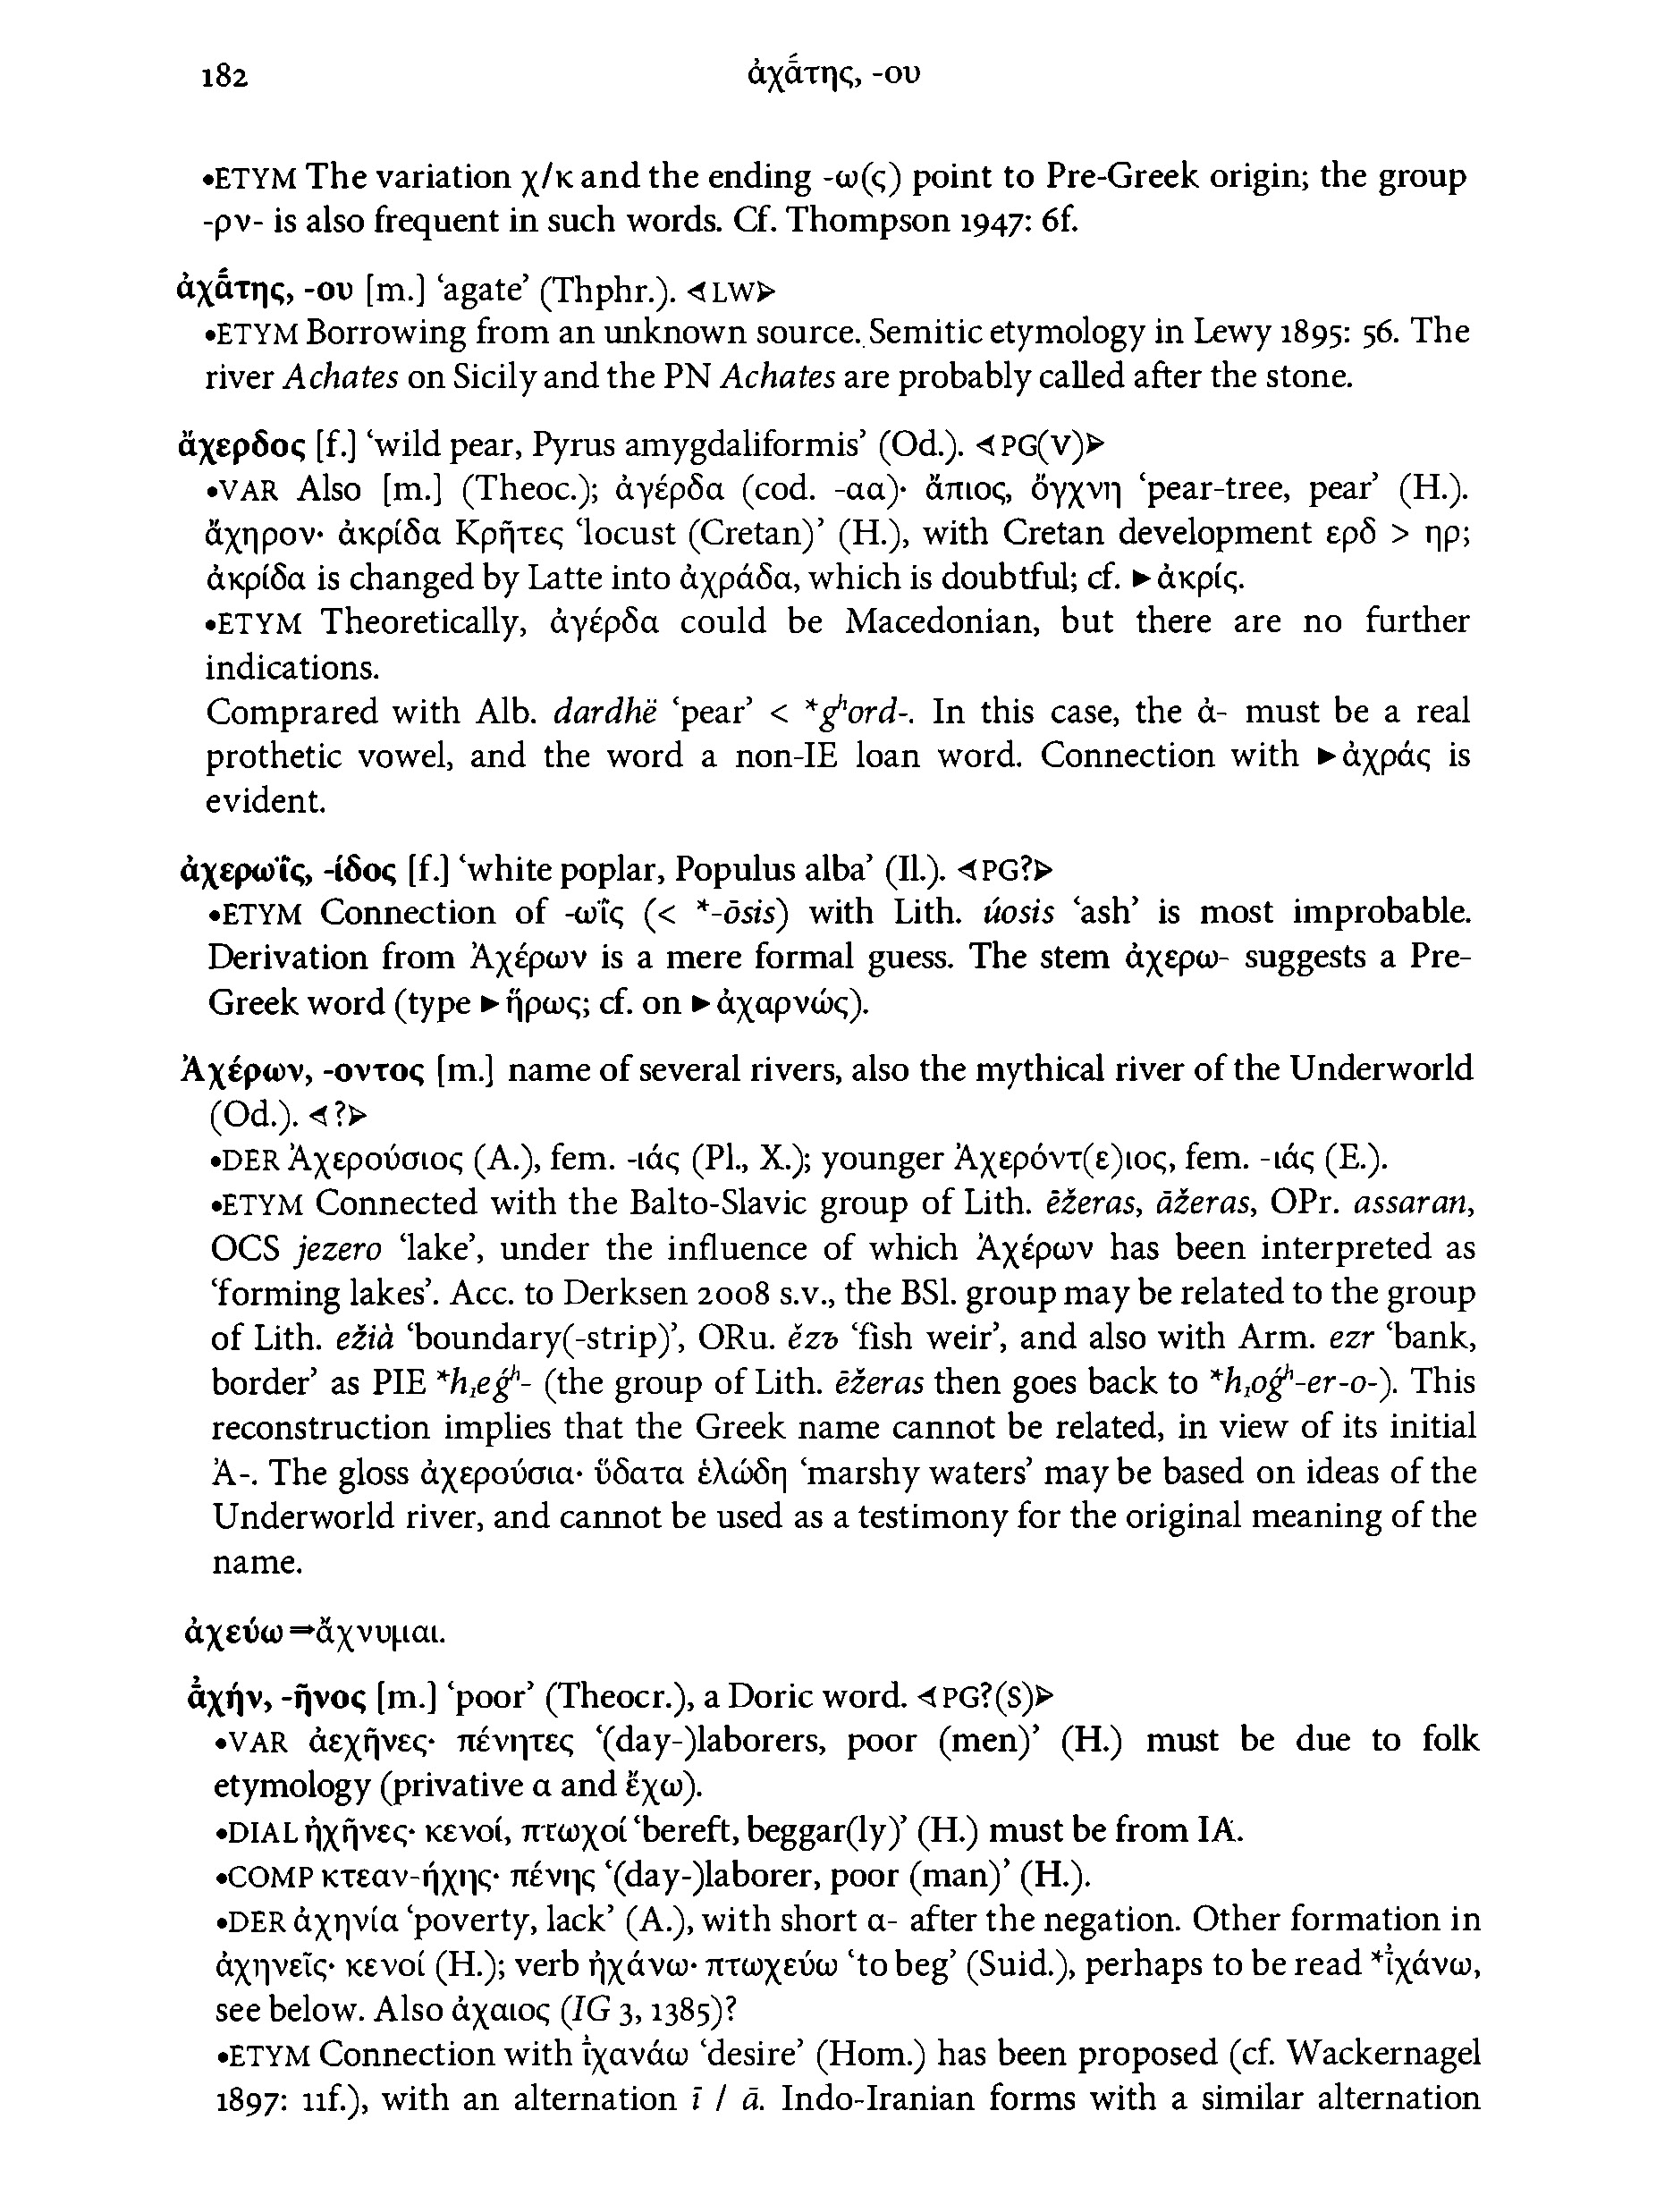 182
ἀχᾱ́της, -ου
•ETYM The variation χ/κ and the ending -ω(ς) point to Pre-Greek origin; the group
-ρν- is also frequent in such words. Cf. Thompson 1947: 6f.
ἀχᾱ́της, -ου [m.] ‘agate’ (Thphr.). ⊲LW⊳
•ETYM Borrowing from an unknown source. Semitic etymology in Lewy 1895: 56. The
river Achates on Sicily and the PN Achates are probably called after the stone.
ἄχερδος [f.] ‘wild pear, Pyrus amygdaliformis’ (Od.). ⊲PG(V)⊳
•VAR Also [m.] (Theoc.); ἀγέρδα (cod. -αα)· ἄπιος, ὄγχνη ‘pear-tree, pear’ (H.).
ἄχηρον· ἀκρίδα Κρῆτες ‘locust (Cretan)’ (H.), with Cretan development ερδ > ηρ;
ἀκρίδα is changed by Latte into ἀχράδα, which is doubtful; cf. ►ἀκρίς.
•ETYM Theoretically, ἀγέρδα could be Macedonian, but there are no further
indications.
Comprared with Alb. dardhë ‘pear’ < *ǵʰord-. In this case, the ἀ- must be a real
prothetic vowel, and the word a non-IE loan word. Connection with ►ἀχράς is
evident.
ἀχερωΐς, -ίδος [f.] ‘white poplar, Populus alba’ (Il.). ⊲PG?⊳
•ETYM Connection of -ωΐς (< *-ōsis) with Lith. úosis ‘ash’ is most improbable.
Derivation from Ἀχέρων is a mere formal guess. The stem ἀχερω- suggests a Pre-
Greek word (type ►ἥρως; cf. on ►ἀχαρνώς).
Ἀχέρων, -οντος [m.] name of several rivers, also the mythical river of the Underworld
(Od.). ⊲?⊳
•DER Ἀχερούσιος (A.), fem. -ιάς (Pl., X.); younger Ἀχερόντ(ε)ιος, fem. -ιάς (E.).
•ETYM Connected with the Balto-Slavic group of Lith. ẽžeras, ãžeras, OPr. assaran,
OCS jezero ‘lake’, under the influence of which Ἀχέρων has been interpreted as
‘forming lakes’. Acc. to Derksen 2008 s.v., the BSl. group may be related to the group
of Lith. ežià ‘boundary(-strip)’, ORu. ězъ ‘fish weir’, and also with Arm. ezr ‘bank,
border’ as PIE *h₁eǵʰ- (the group of Lith. ẽžeras then goes back to *h₁oǵʰ-er-o-). This
reconstruction implies that the Greek name cannot be related, in view of its initial
Ἀ-. The gloss ἀχερούσια· ὕδατα ἑλώδη ‘marshy waters’ may be based on ideas of the
Underworld river, and cannot be used as a testimony for the original meaning of the
name.
ἀχεύω ⇒ἄχνυμαι.
ἀ̄χήν, -ῆνος [m.] ‘poor’ (Theocr.), a Doric word. ⊲PG?(S)⊳
•VAR ἀεχῆνες· πένητες ‘(day-)laborers, poor (men)’ (H.) must be due to folk
etymology (privative α and ἔχω).
•DIAL ἠχῆνες· κενοί, πτωχοί ‘bereft, beggar(ly)’ (H.) must be from IA.
•COMP κτεαν-ήχης· πένης ‘(day-)laborer, poor (man)’ (H.).
•DER ἀχηνία ‘poverty, lack’ (A.), with short α- after the negation. Other formation in
ἀχηνεῖς· κενοί (H.); verb ἠχάνω· πτωχεύω ‘to beg’ (Suid.), perhaps to be read *ἰ̄χάνω,
see below. Also ἀχαιος (IG 3, 1385)?
•ETYM Connection with ἰ̄χανάω ‘desire’ (Hom.) has been proposed (cf. Wackernagel
1897: 11f.), with an alternation ī / ā. Indo-Iranian forms with a similar alternation